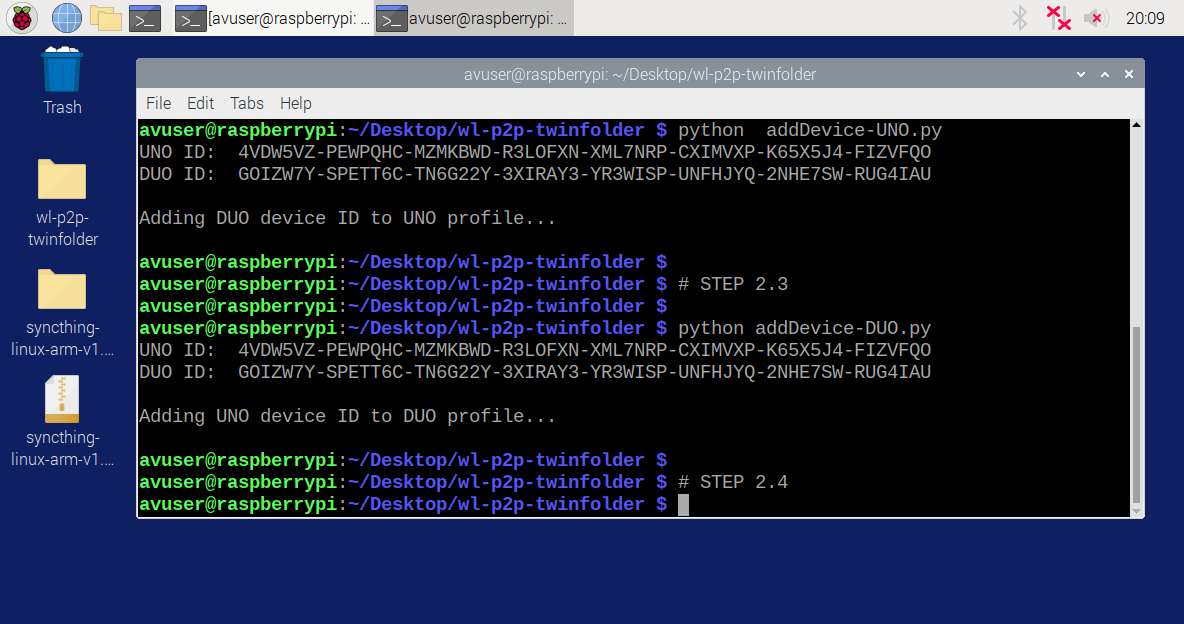 [avuser@raspberrypi: ...
avuser@raspberrypi: ...
20:09
Trash
wl-p2p-
twinfolder
syncthing-
linux-arm-v1....
syncthing-
linux-arm-v1....
avuser@raspberrypi: ~/Desktop/wl-p2p-twinfolder
File Edit Tabs Help
avuser@raspberrypi:~/Desktop/wl-p2p-twinfolder $ python  addDevice-UNO.py
UNO ID:  4VDW5VZ-PEWPQHC-MZMKBWD-R3LOFXN-XML7NRP-CXIMVXP-K65X5J4-FIZVFQO
DUO ID:  GOIZW7Y-SPETT6C-TN6G22Y-3XIRAY3-YR3WISP-UNFHJYQ-2NHE7SW-RUG4IAU
Adding DUO device ID to UNO profile...
avuser@raspberrypi:~/Desktop/wl-p2p-twinfolder $
avuser@raspberrypi:~/Desktop/wl-p2p-twinfolder $ # STEP 2.3
avuser@raspberrypi:~/Desktop/wl-p2p-twinfolder $
avuser@raspberrypi:~/Desktop/wl-p2p-twinfolder $ python addDevice-DUO.py
UNO ID:  4VDW5VZ-PEWPQHC-MZMKBWD-R3LOFXN-XML7NRP-CXIMVXP-K65X5J4-FIZVFQO
DUO ID:  GOIZW7Y-SPETT6C-TN6G22Y-3XIRAY3-YR3WISP-UNFHJYQ-2NHE7SW-RUG4IAU
Adding UNO device ID to DUO profile...
avuser@raspberrypi:~/Desktop/wl-p2p-twinfolder $
avuser@raspberrypi:~/Desktop/wl-p2p-twinfolder $ # STEP 2.4
avuser@raspberrypi:~/Desktop/wl-p2p-twinfolder $